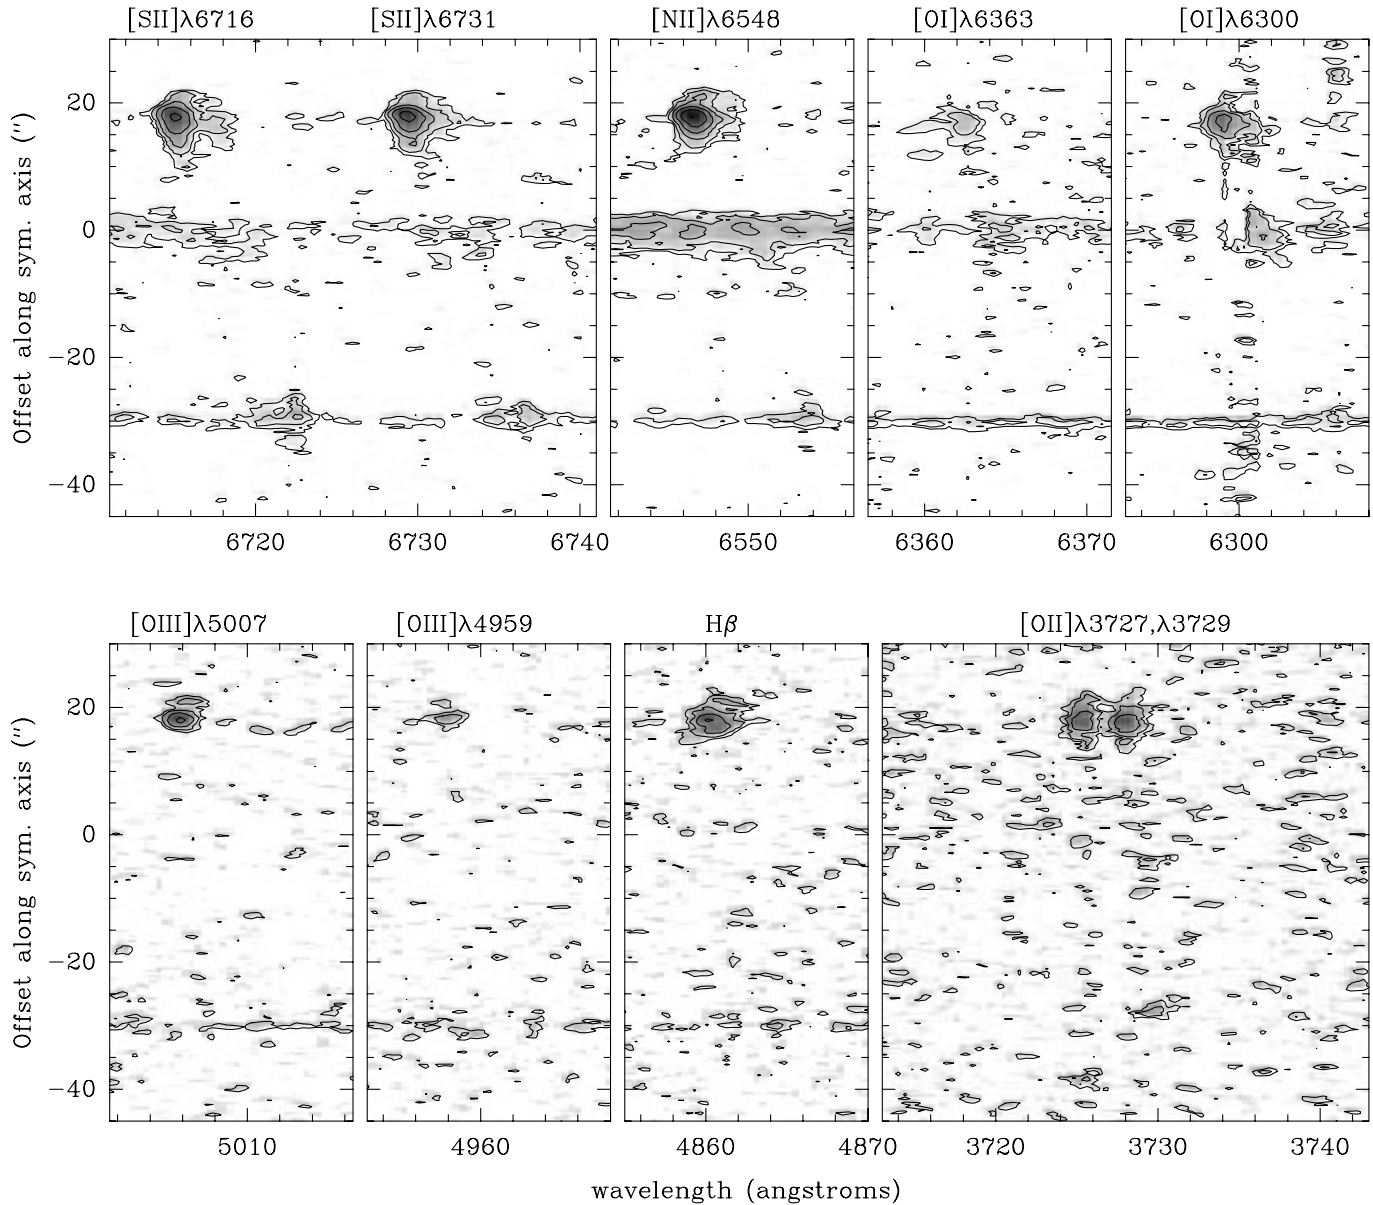 [SII]λ6716 [SII]λ6731 [NII]λ6548 [OI]λ6363 [OI]λ6300
20
0
−20
−40
Offset along sym. axis (″)
6720 6730 6740 6550 6360 6370 6300
[OIII]λ5007 [OIII]λ4959 Hβ [OII]λ3727,λ3729
20
0
−20
−40
Offset along sym. axis (″)
5010 4960 4860 4870 3720 3730 3740
wavelength (angstroms)